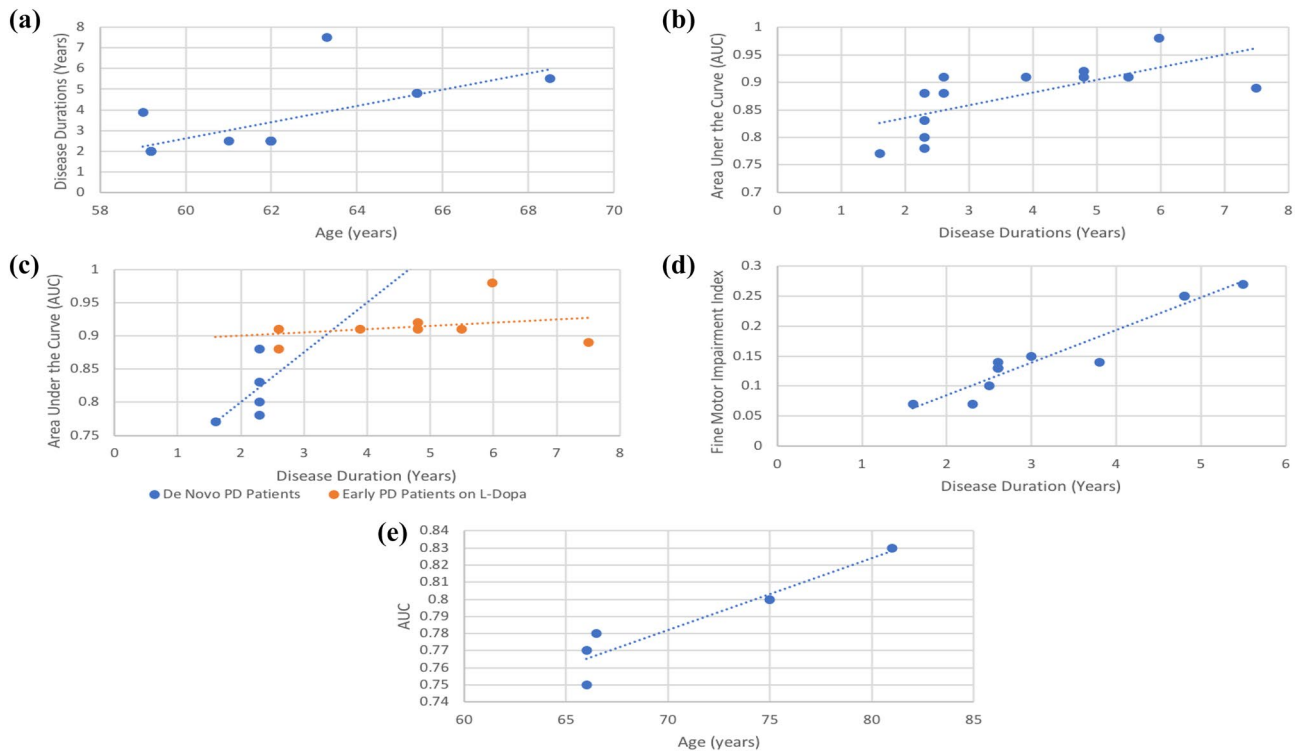 (a)
Disease Durations (Years)
8
7
6
5
4
3
2
1
0
58 60 62 64 66 68 70
Age (years)
(b)
Area Uner the Curve (AUC)
1
0.95
0.9
0.85
0.8
0.75
0.7
0 1 2 3 4 5 6 7 8
Disease Durations (Years)
(c)
Area Under the Curve (AUC)
1
0.95
0.9
0.85
0.8
0.75
0 1 2 3 4 5 6 7 8
Disease Duration (Years)
De Novo PD Patients Early PD Patients on L-Dopa
(d)
Fine Motor Impairment Index
0.3
0.25
0.2
0.15
0.1
0.05
0
0 1 2 3 4 5 6
Disease Duration (Years)
(e)
AUC
0.84
0.83
0.82
0.81
0.8
0.79
0.78
0.77
0.76
0.75
0.74
60 65 70 75 80 85
Age (years)